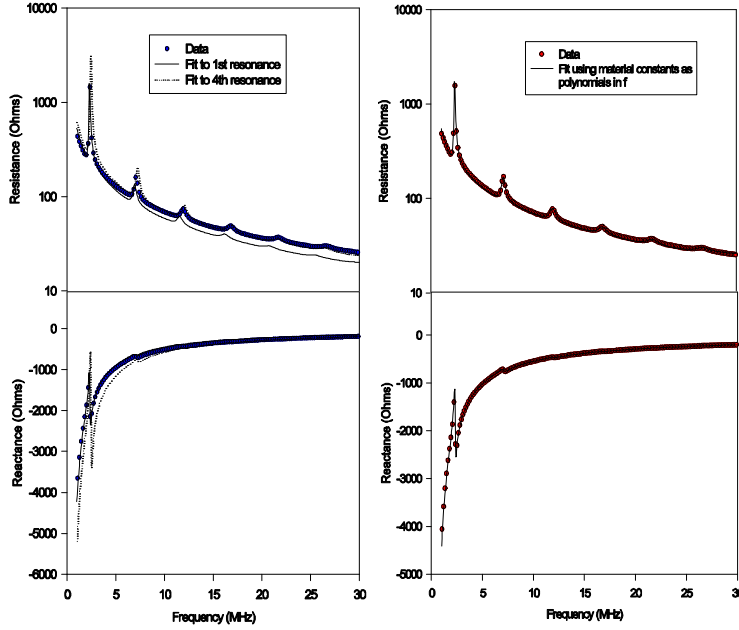 10000
1000
100
10
Resistance (Ohms)
Data
Fit to 1st resonance
Fit to 4th resonance
0
-1000
-2000
-3000
-4000
-5000
-6000
Reactance (Ohms)
0 5 10 15 20 25 30
Frequency (MHz)
10000
1000
100
10
Resistance (Ohms)
Data
Fit using material constants as
polynomials in f
0
-1000
-2000
-3000
-4000
-5000
Reactance (Ohms)
0 5 10 15 20 25 3
Frequency (MHz)